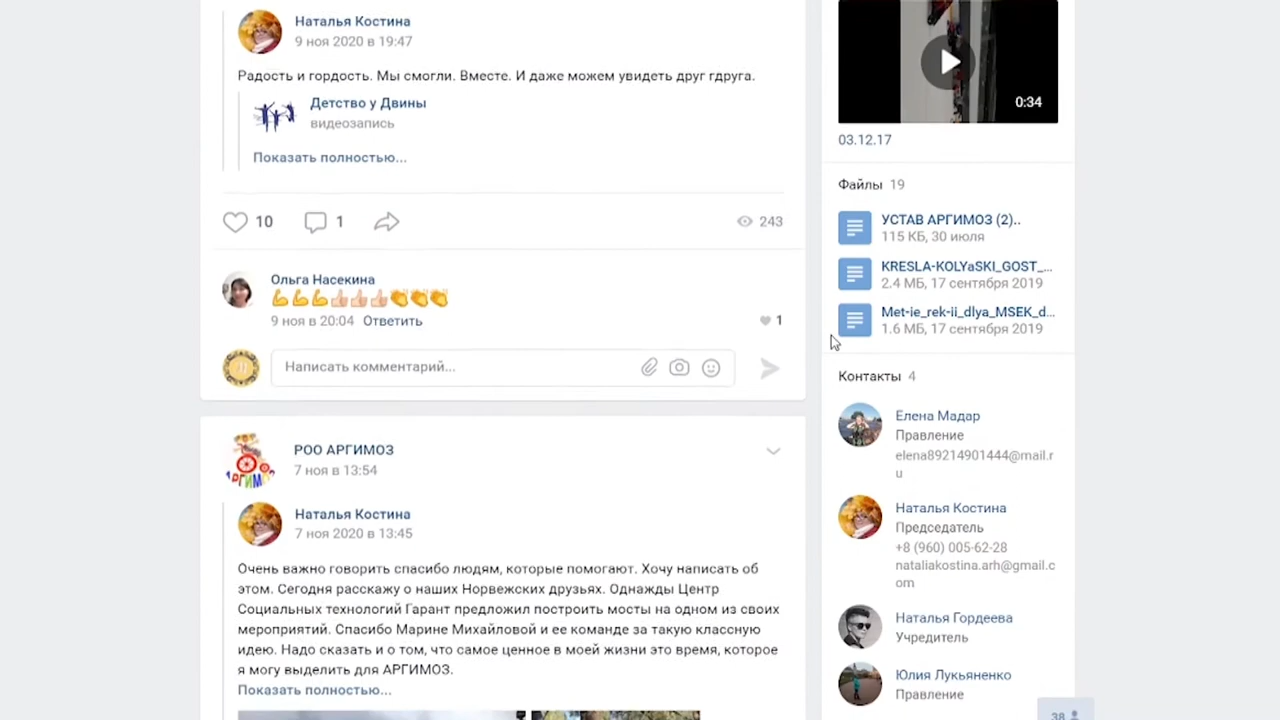 Наталья Костина
9 ноя 2020 в 19:47
Радость и гордость. Мы смогли. Вместе. И даже можем увидеть друг гдруга.
Детство у Двины
видеозапись
Показать полностью...
10
1
243
Ольга Насекина
💪💪💪👍🏻👍🏻👍🏻👏👏👏
9 ноя в 20:04 Ответить
1
Написать комментарий...
РОО АРГИМОЗ
7 ноя в 13:54
Наталья Костина
7 ноя 2020 в 13:45
Очень важно говорить спасибо людям, которые помогают. Хочу написать об
этом. Сегодня расскажу о наших Норвежских друзьях. Однажды Центр
Социальных технологий Гарант предложил построить мосты на одном из своих
мероприятий. Спасибо Марине Михайловой и ее команде за такую классную
идею. Надо сказать и о том, что самое ценное в моей жизни это время, которое
я могу выделить для АРГИМОЗ.
Показать полностью...
0:34
03.12.17
Файлы 19
УСТАВ АРГИМОЗ (2)..
115 КБ, 30 июля
KRESLA-KOLYaSKI_GOST_...
2.4 МБ, 17 сентября 2019
Met-ie_rek-ii_dlya_MSEK_d...
1.6 МБ, 17 сентября 2019
Контакты 4
Елена Мадар
Правление
elena89214901444@mail.r
u
Наталья Костина
Председатель
+8 (960) 005-62-28
nataliakostina.arh@gmail.c
om
Наталья Гордеева
Учредитель
Юлия Лукьяненко
Правление
38